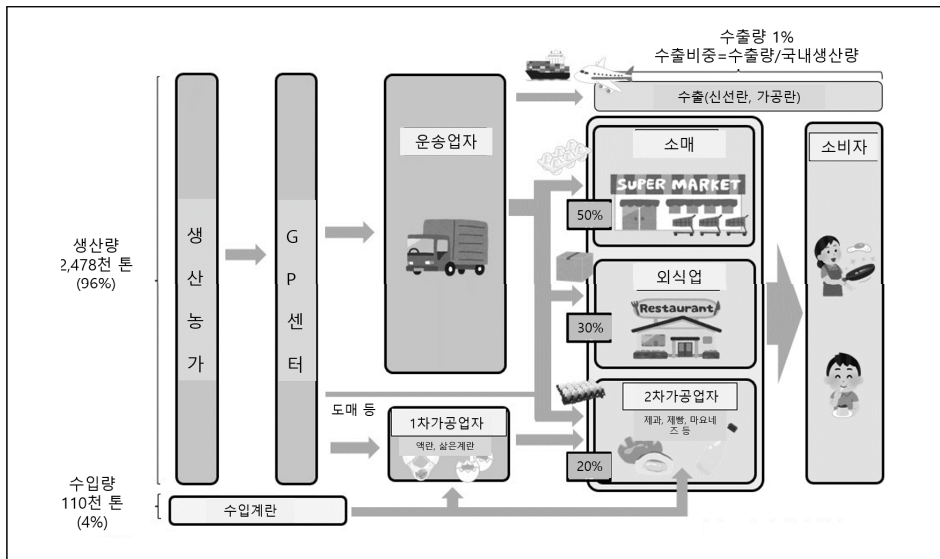 수출량 1%
수출비중=수출량/국내생산량
수출(신선란, 가공란)
운송업자
소매
SUPER MARKET
50%
소비자
생산량
2,478천 톤
(96%)
생산농가
GP센터
외식업
Restaurant
30%
도매 등
1차가공업자
액란, 삶은계란
2차가공업자
제과, 제빵, 마요네
즈 등
20%
수입량
110천 톤
(4%)
수입계란